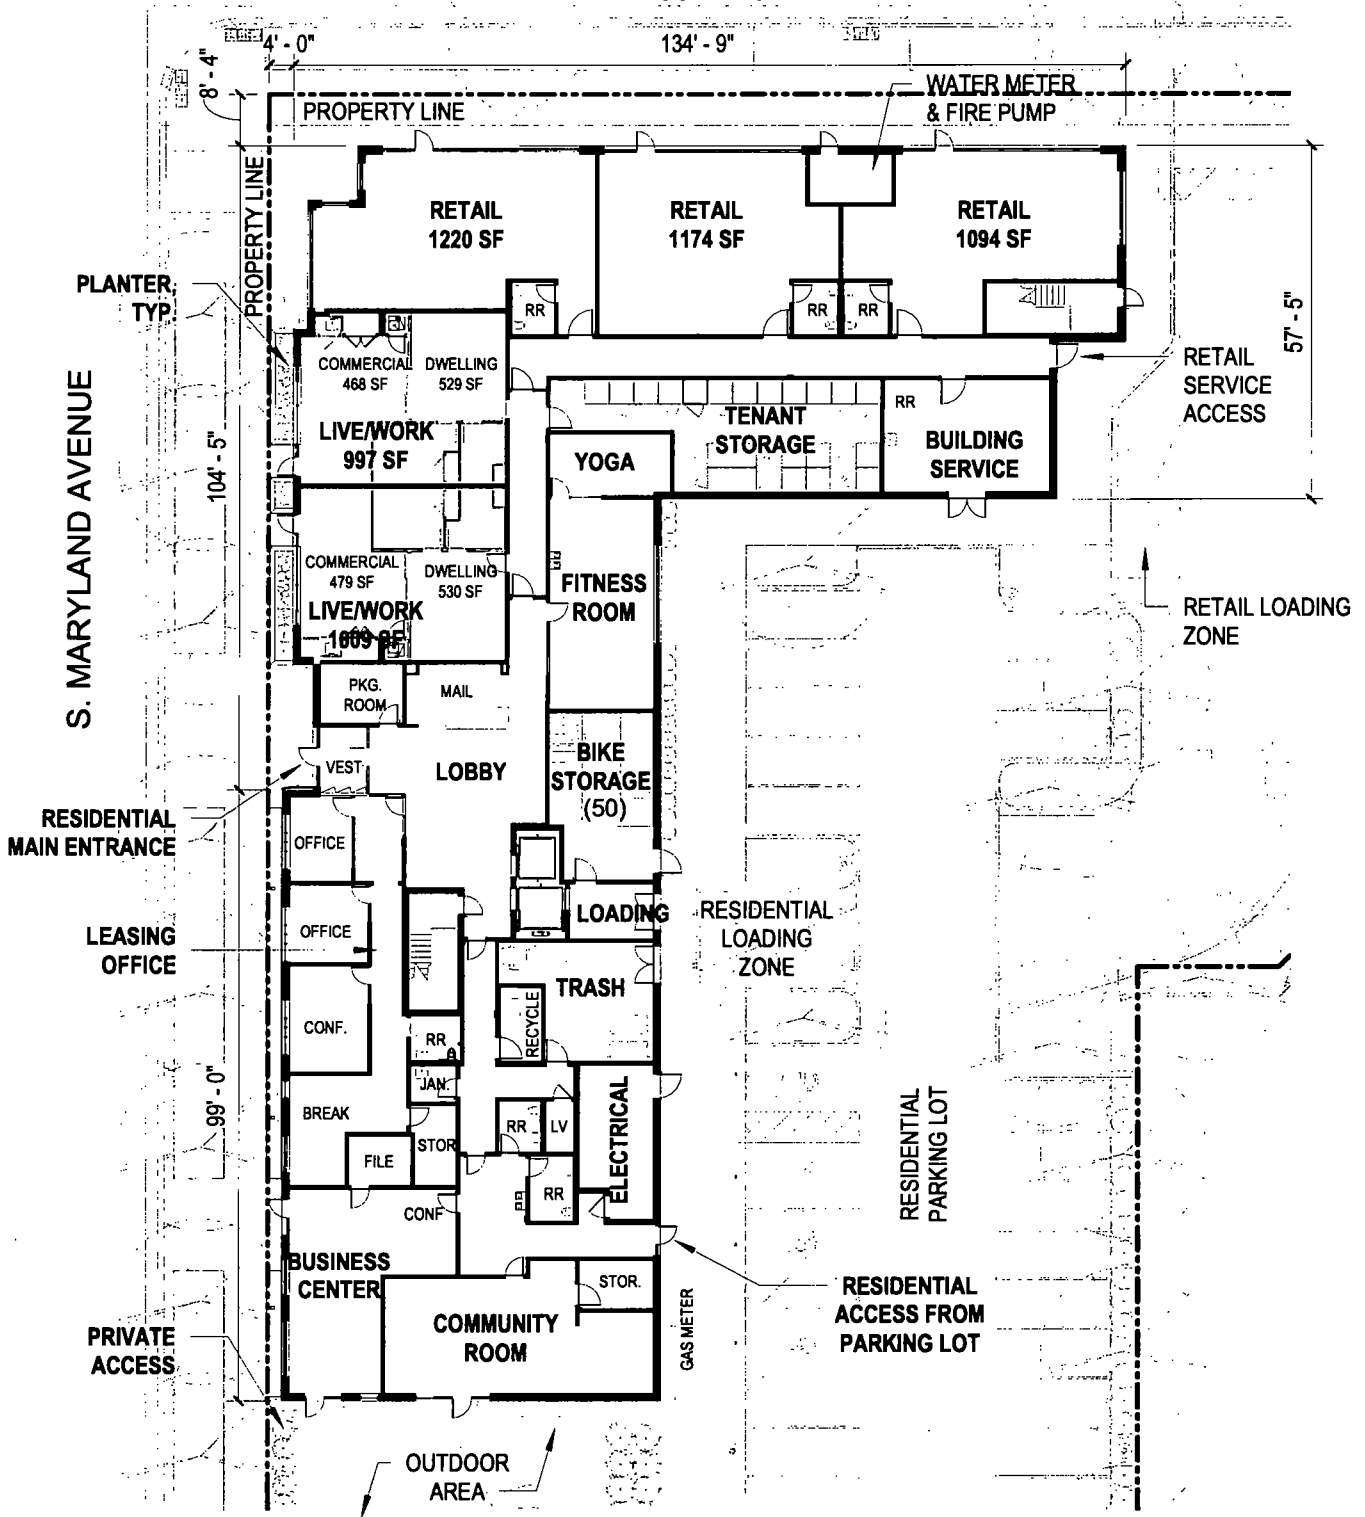 4' - 0"
134' - 9"
8' - 4"
WATER METER
& FIRE PUMP
PROPERTY LINE
PROPERTY LINE
RETAIL
1220 SF
RETAIL
1174 SF
RETAIL
1094 SF
PLANTER,
TYP
RR
RR
RR
57' - 5"
COMMERCIAL
468 SF
DWELLING
529 SF
RETAIL
SERVICE
ACCESS
S. MARYLAND AVENUE
104' - 5"
LIVE/WORK
997 SF
TENANT
STORAGE
RR
BUILDING
SERVICE
YOGA
COMMERCIAL
479 SF
DWELLING
530 SF
LIVE/WORK
1009 SF
FITNESS
ROOM
RETAIL LOADING
ZONE
PKG.
ROOM
MAIL
VEST
LOBBY
BIKE
STORAGE
(50)
RESIDENTIAL
MAIN ENTRANCE
OFFICE
OFFICE
LOADING
RESIDENTIAL
LOADING
ZONE
LEASING
OFFICE
TRASH
RECYCLE
CONF.
RR
99' - 0"
JAN.
BREAK
STOR
RR
LV
ELECTRICAL
RESIDENTIAL
PARKING LOT
FILE
RR
CONF
BUSINESS
CENTER
STOR.
RESIDENTIAL
ACCESS FROM
PARKING LOT
COMMUNITY
ROOM
GAS METER
PRIVATE
ACCESS
OUTDOOR
AREA